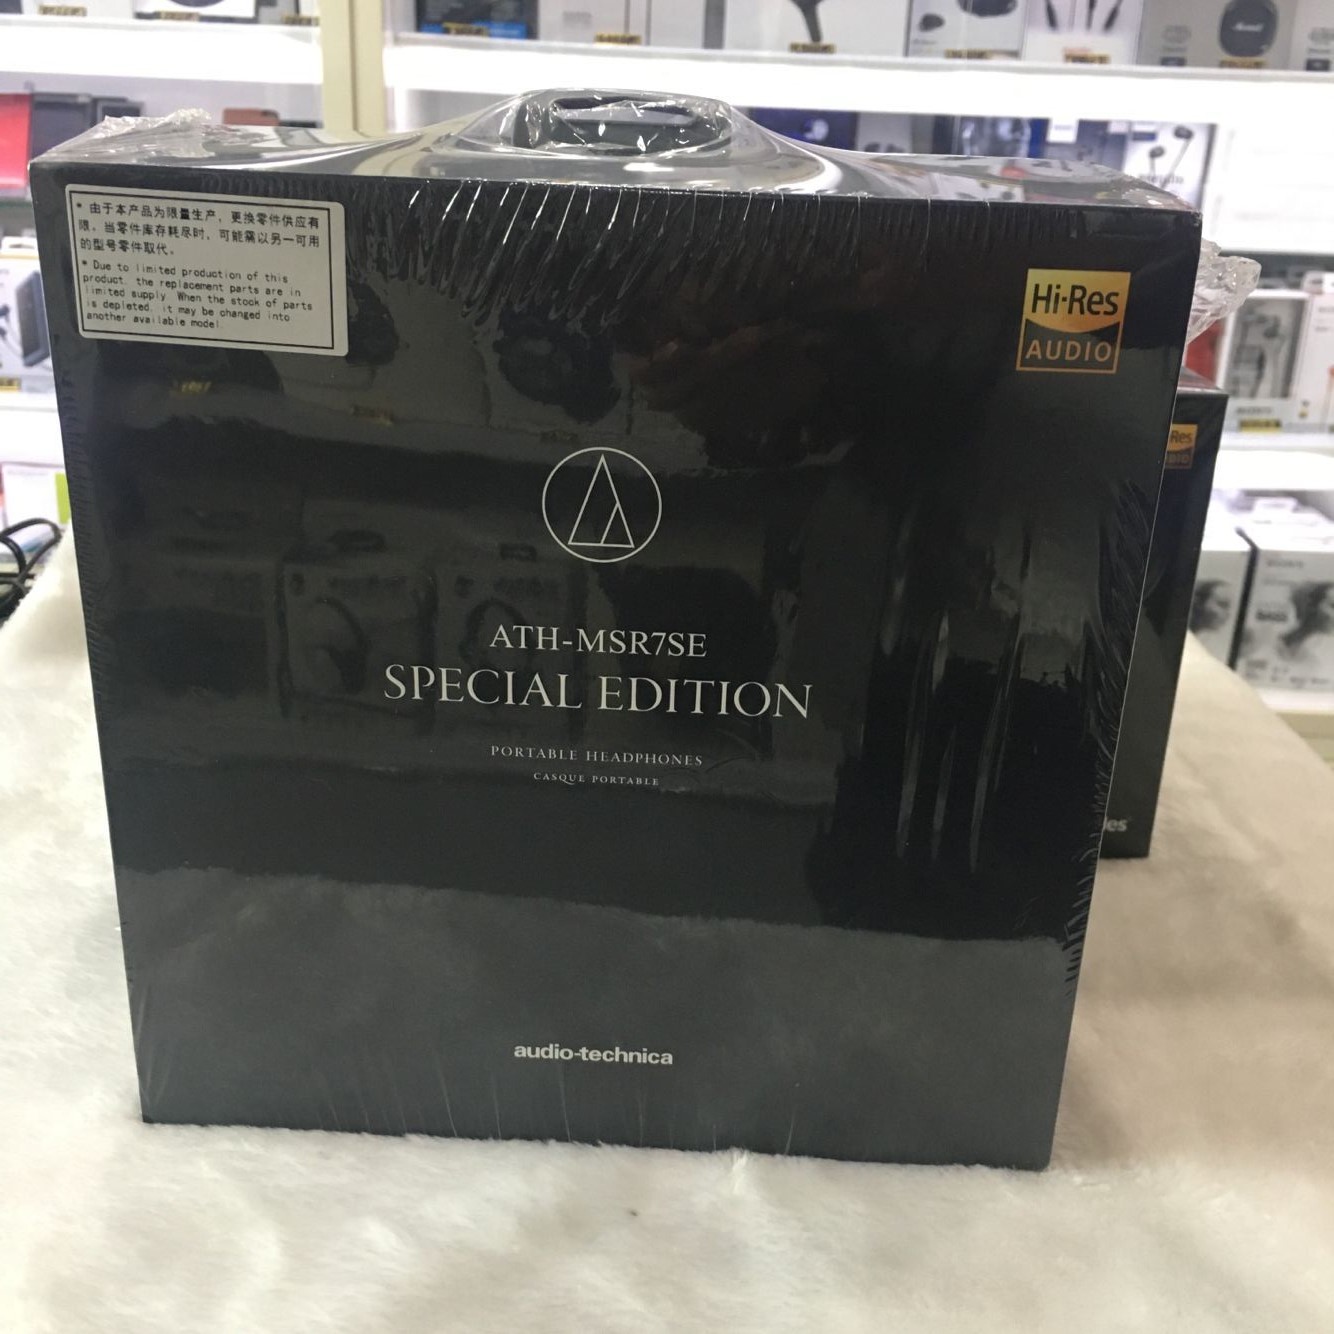 * 由于本产品为限量生产，更换零件供应有
限。当零件库存耗尽时，可能需以另一可用
的型号零件取代。
* Due to limited production of this
product, the replacement parts are in
limited supply. When the stock of parts
is depleted, it may be changed into
another available model.
Hi-Res
AUDIO
ATH-MSR7SE
SPECIAL EDITION
PORTABLE HEADPHONES
CASQUE PORTABLE
audio-technica